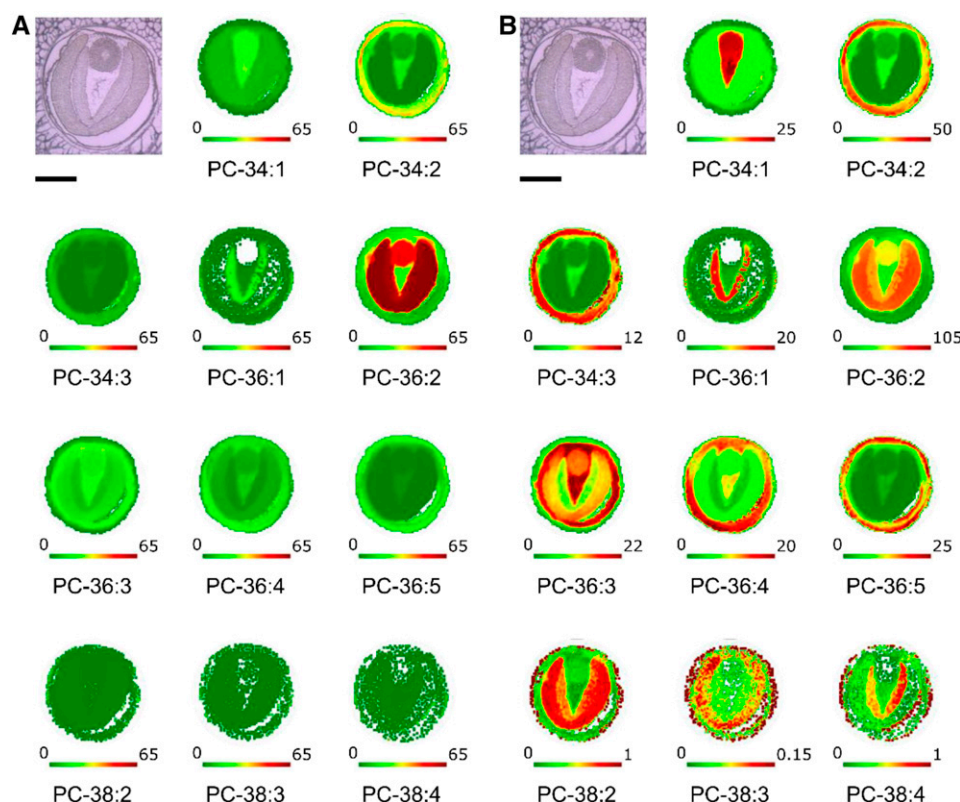 A B
0 65 0 65 0 25 0 50
PC-34:1 PC-34:2 PC-34:1 PC-34:2
0 65 0 65 0 65 0 12 0 20 0 105
PC-34:3 PC-36:1 PC-36:2 PC-34:3 PC-36:1 PC-36:2
0 65 0 65 0 65 0 22 0 20 0 25
PC-36:3 PC-36:4 PC-36:5 PC-36:3 PC-36:4 PC-36:5
0 65 0 65 0 65 0 1 0 0.15 0 1
PC-38:2 PC-38:3 PC-38:4 PC-38:2 PC-38:3 PC-38:4